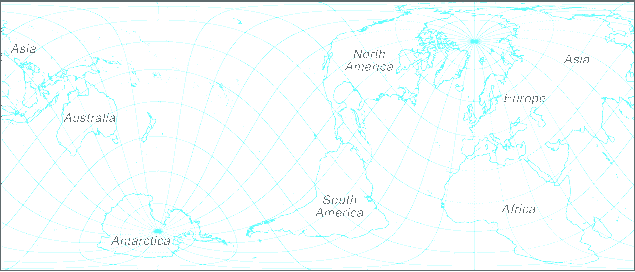 Asia
North
America
Asia
Europe
Australia
South
America
Africa
Antarctica